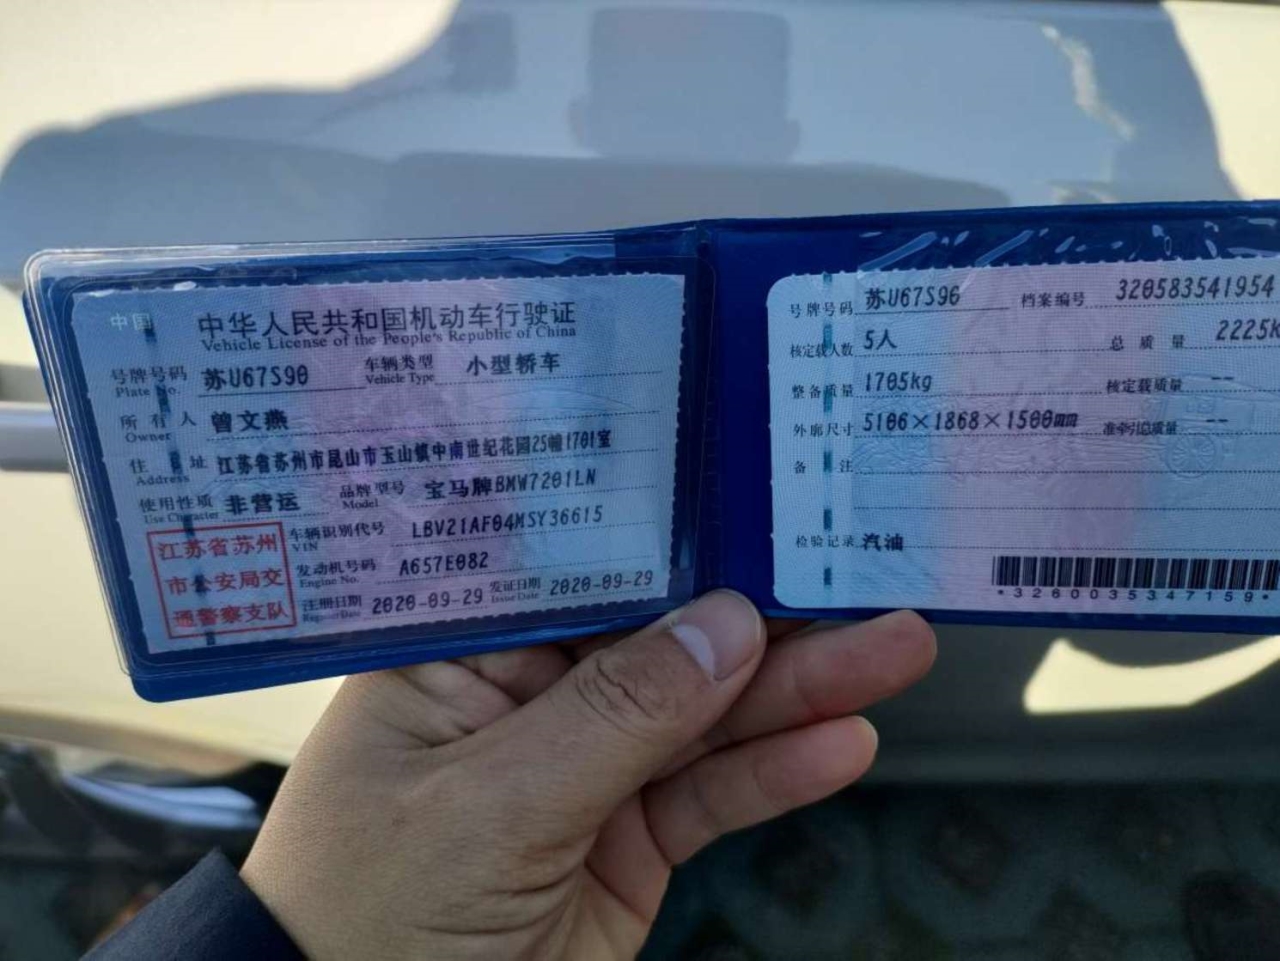 中国
中华人民共和国机动车行驶证
Vehicle License of the People's Republic of China
号牌号码 苏U67S90 车辆类型 小型轿车
Plate No. Vehicle Type
所有人 曾文燕
Owner
住址 江苏省苏州市昆山市玉山镇中南世纪花园25幢1701室
Address
使用性质 非营运 品牌型号 宝马牌BMW7201LN
Use Character Model
江苏省苏州
市公安局交
通警察支队
车辆识别代号 LBV21AF04MSY36615
VIN
发动机号码 A657E082
Engine No.
注册日期 2020-09-29 发证日期 2020-09-29
Register Date Issue Date
号牌号码 苏U67S90 档案编号 320583541954
核定载人数 5人 总质量 2225k
整备质量 1705kg 核定载质量 --
外廓尺寸 5106×1868×1500mm 准牵引总质量 --
备注
检验记录 汽油
*3260035347159*